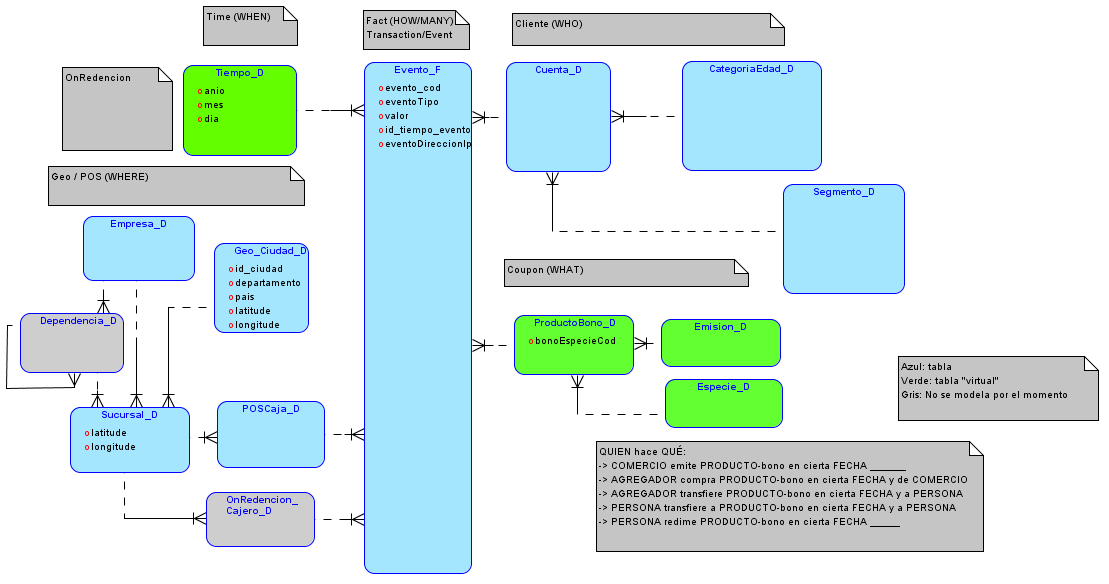 Time (WHEN)
Fact (HOW/MANY)
Transaction/Event
Cliente (WHO)
OnRedencion
Tiempo_D
anio
mes
dia
Evento_F
evento_cod
eventoTipo
valor
id_tiempo_evento
eventoDireccionIp
Cuenta_D
CategoriaEdad_D
Geo / POS (WHERE)
Segmento_D
Empresa_D
Geo_Ciudad_D
id_ciudad
departamento
pais
latitude
longitude
Coupon (WHAT)
Dependencia_D
ProductoBono_D
bonoEspecieCod
Emision_D
Especie_D
Azul: tabla
Verde: tabla "virtual"
Gris: No se modela por el momento
Sucursal_D
latitude
longitude
POSCaja_D
OnRedencion_
Cajero_D
QUIEN hace QUÉ:
-> COMERCIO emite PRODUCTO-bono en cierta FECHA ______
-> AGREGADOR compra PRODUCTO-bono en cierta FECHA y de COMERCIO
-> AGREGADOR transfiere PRODUCTO-bono en cierta FECHA y a PERSONA
-> PERSONA transfiere a PRODUCTO-bono en cierta FECHA y a PERSONA
-> PERSONA redime PRODUCTO-bono en cierta FECHA _____